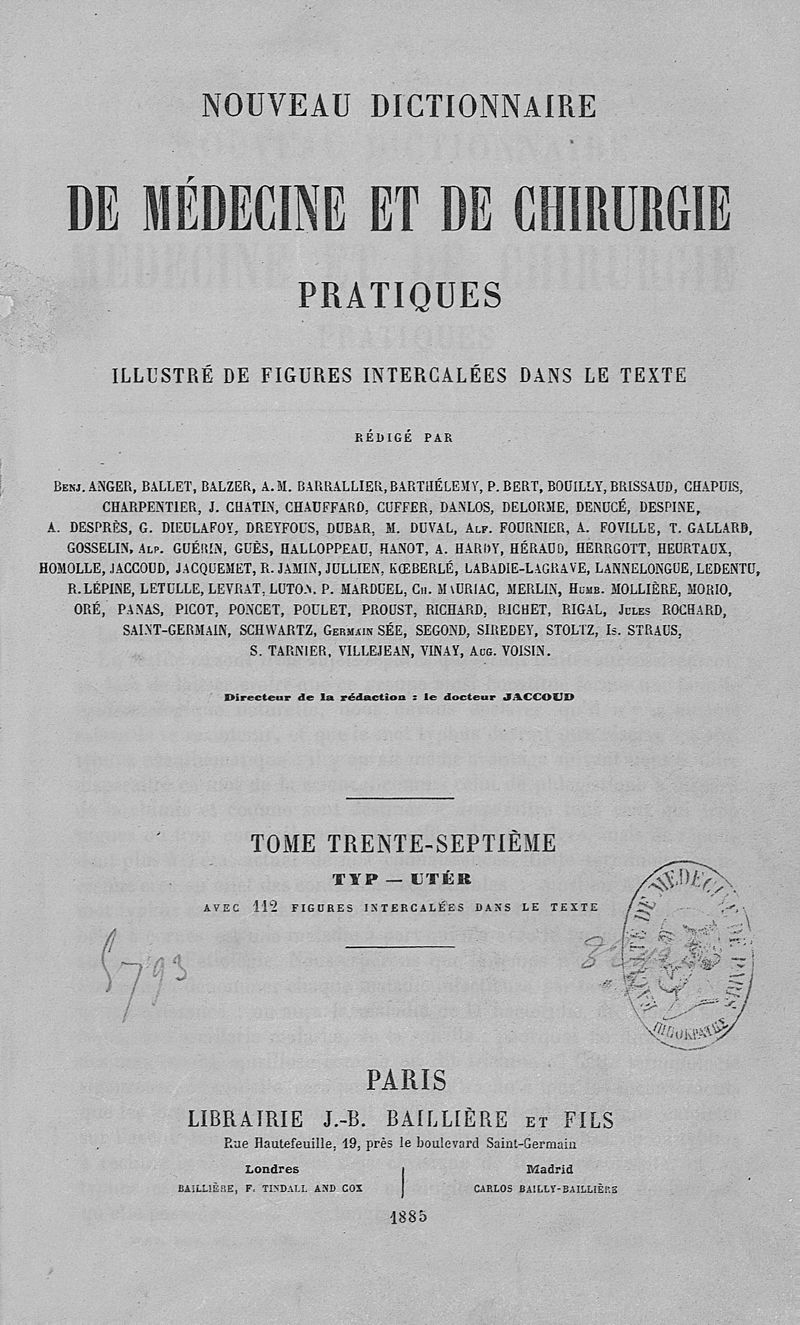 NOUVEAU DICTIONNAIRE
DE MÉDECINE ET DE CHIRURGIE
PRATIQUES
ILLUSTRÉ DE FIGURES INTERCALÉES DANS LE TEXTE
RÉDIGÉ PAR
BENJ. ANGER, BALLET, BALZER, A. M. BARRALLIER, BARTHÉLEMY, P. BERT, BOUILLY, BRISSAUD, CHAPUIS,
CHARPENTIER, J. CHATIN, CHAUFFARD, CUFFER, DANLOS, DELORME, DENUCÉ, DESPINE,
A. DESPRÈS, G. DIEULAFOY, DREYFOUS, DUBAR, M. DUVAL, ALF. FOURNIER, A. FOVILLE, T. GALLARD,
GOSSELIN, ALP. GUÉRIN, GUÈS, HALLOPPEAU, HANOT, A. HARDY, HÉRAUD, HERRGOTT, HEURTAUX,
HOMOLLE, JACCOUD, JACQUEMET, R. JAMIN, JULLIEN, KŒBERLÉ, LABADIE-LAGRAVE, LANNELONGUE, LEDENTU,
R. LÉPINE, LETULLE, LEVRAT, LUTON, P. MARDUEL, CH. MAURIAC, MERLIN, HUMB. MOLLIÈRE, MORIO,
ORÉ, PANAS, PICOT, PONCET, POULET, PROUST, RICHARD, RICHET, RIGAL, JULES ROCHARD,
SAINT-GERMAIN, SCHWARTZ, GERMAIN SÉE, SEGOND, SIREDEY, STOLTZ, IS. STRAUS,
S. TARNIER, VILLEJEAN, VINAY, AUG. VOISIN.
Directeur de la rédaction : le docteur JACCOUD
TOME TRENTE-SEPTIÈME
TYP — UTÉR
AVEC 112 FIGURES INTERCALÉES DANS LE TEXTE
5793
FACULTÉ DE MEDECINE DE PARIS
PARIS
LIBRAIRIE J.-B. BAILLIÈRE ET FILS
Rue Hautefeuille, 19, près le boulevard Saint-Germain
Londres
BAILLIÈRE, F. TINDALL AND COX
Madrid
CARLOS BAILLY-BAILLIÈRE
1885